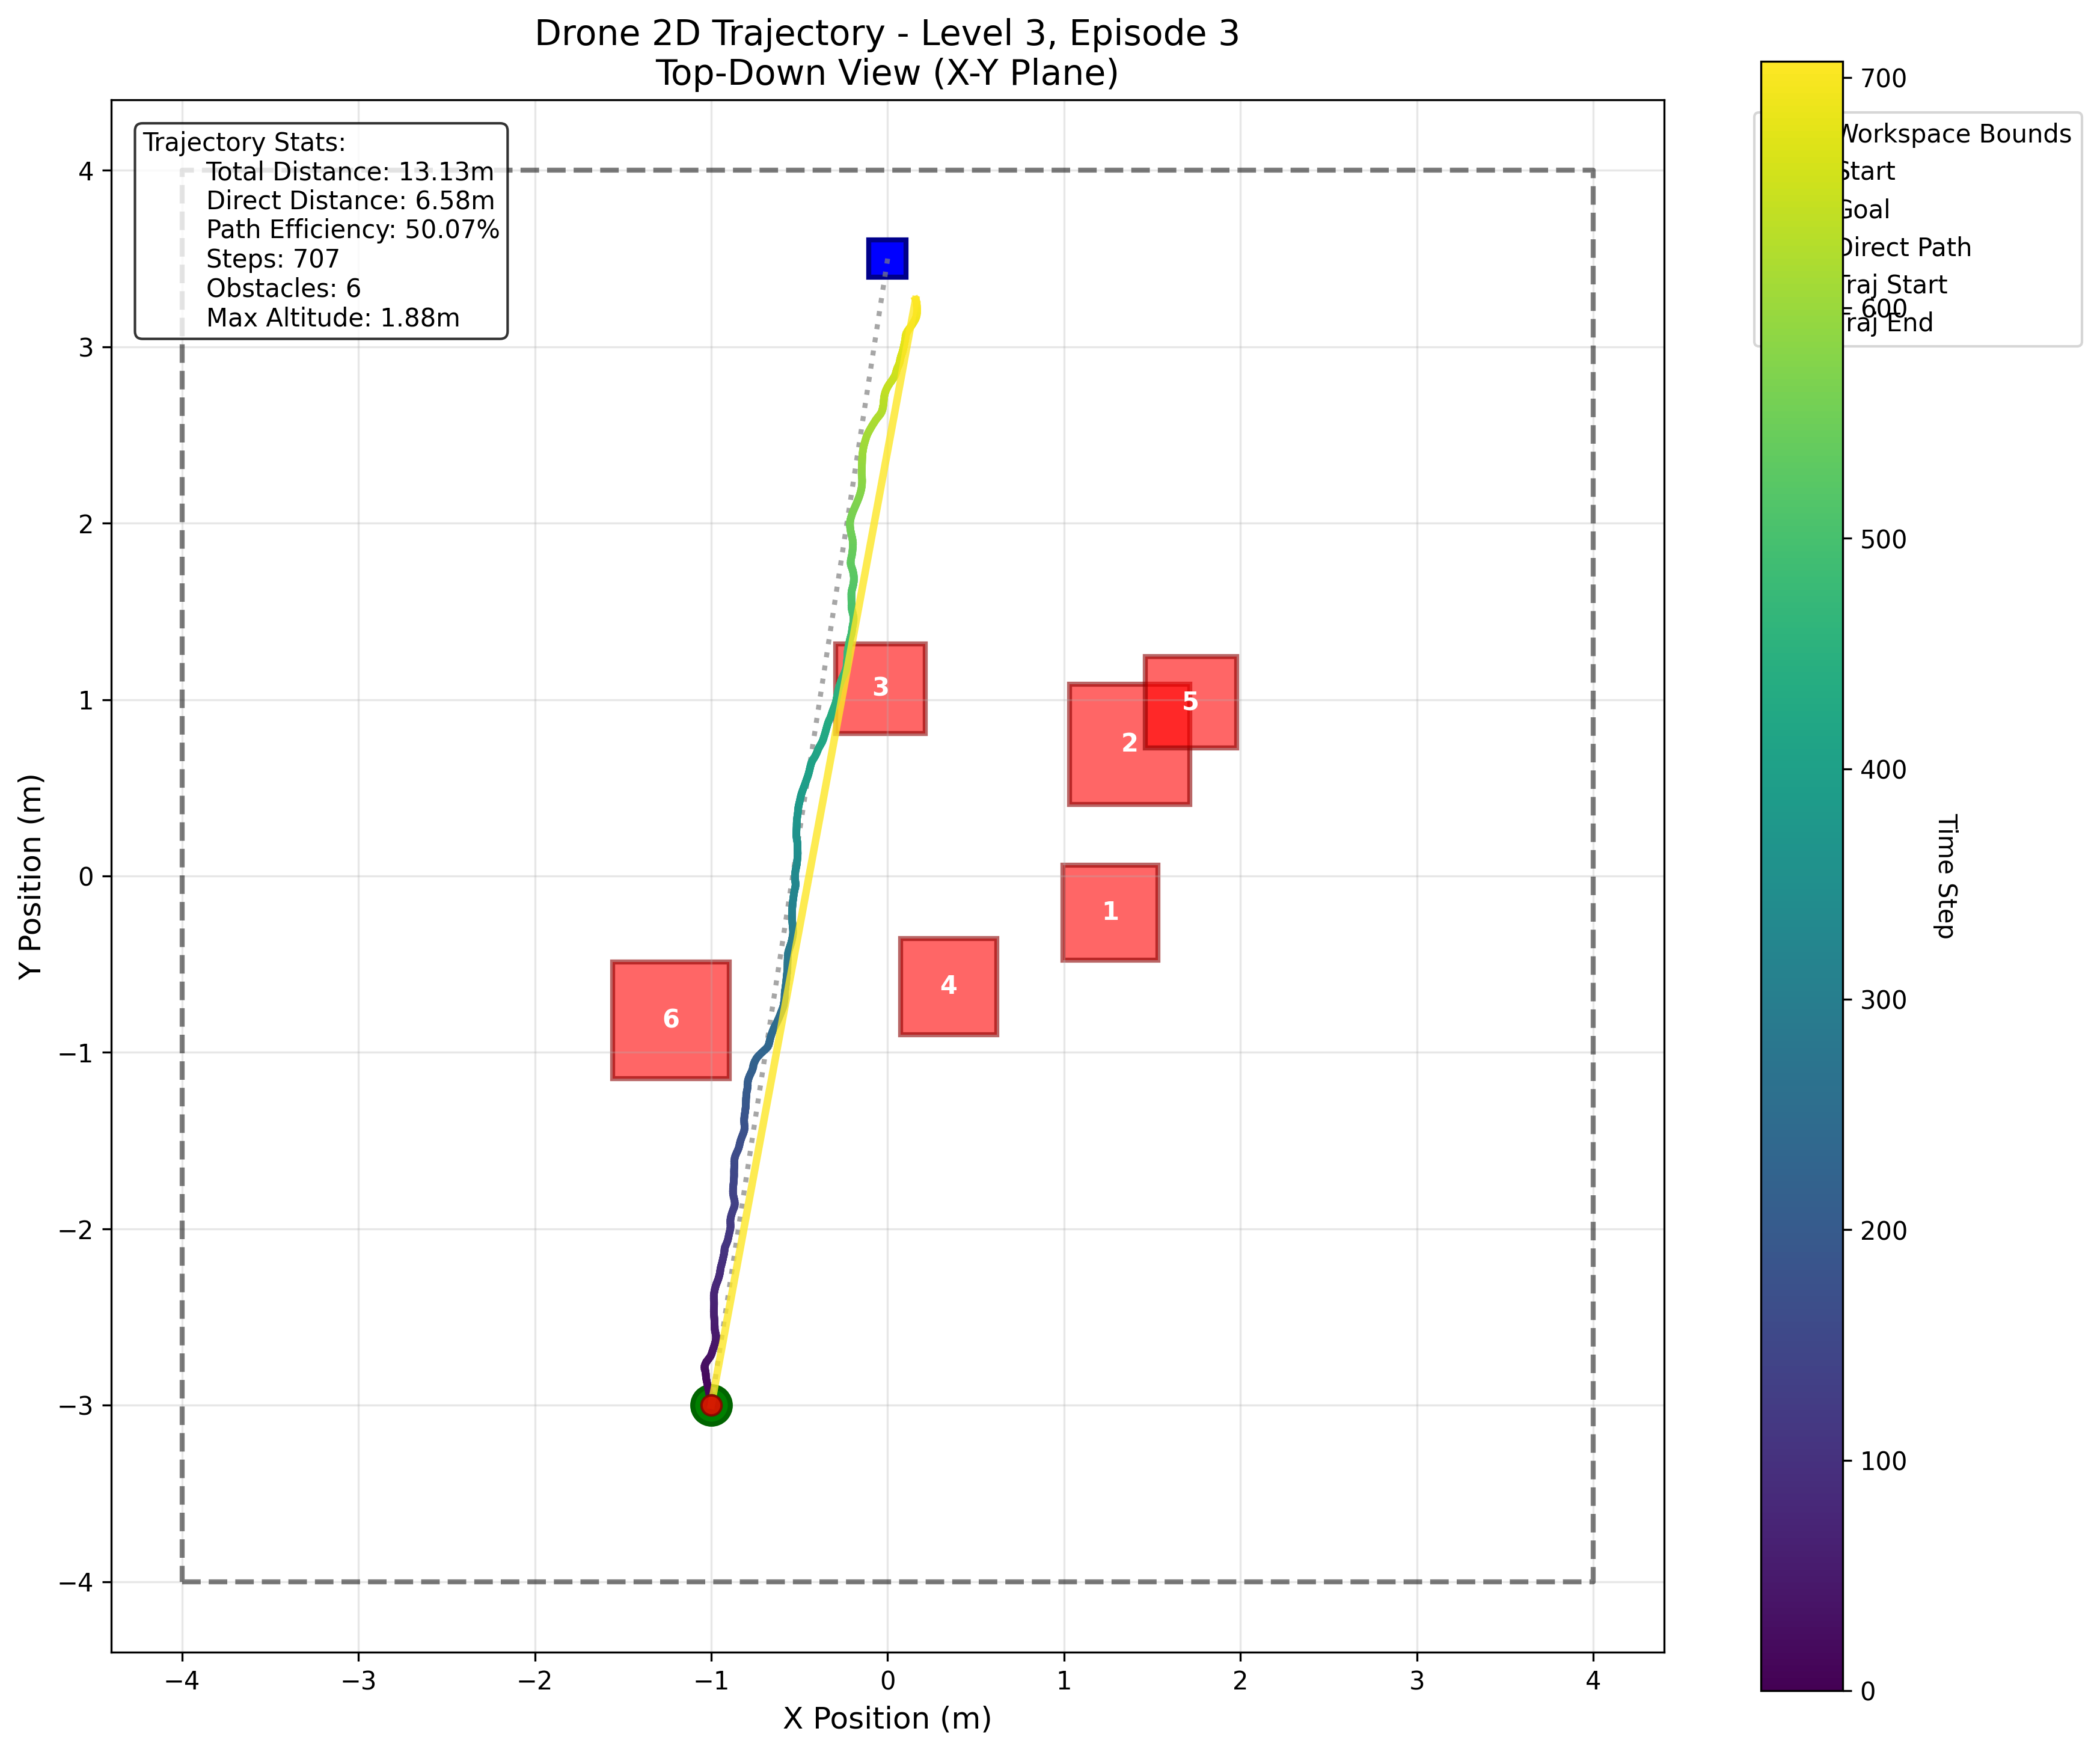 Drone 2D Trajectory - Level 3, Episode 3
Top-Down View (X-Y Plane)
Trajectory Stats:
Total Distance: 13.13m
Direct Distance: 6.58m
Path Efficiency: 50.07%
Steps: 707
Obstacles: 6
Max Altitude: 1.88m
4
3
2
1
0
−1
−2
−3
−4
Y Position (m)
3
5
2
1
4
6
−4
−3
−2
−1
0
1
2
3
4
X Position (m)
Workspace Bounds
Start
Goal
Direct Path
Traj Start
Traj End
700
600
500
400
300
200
100
0
Time Step